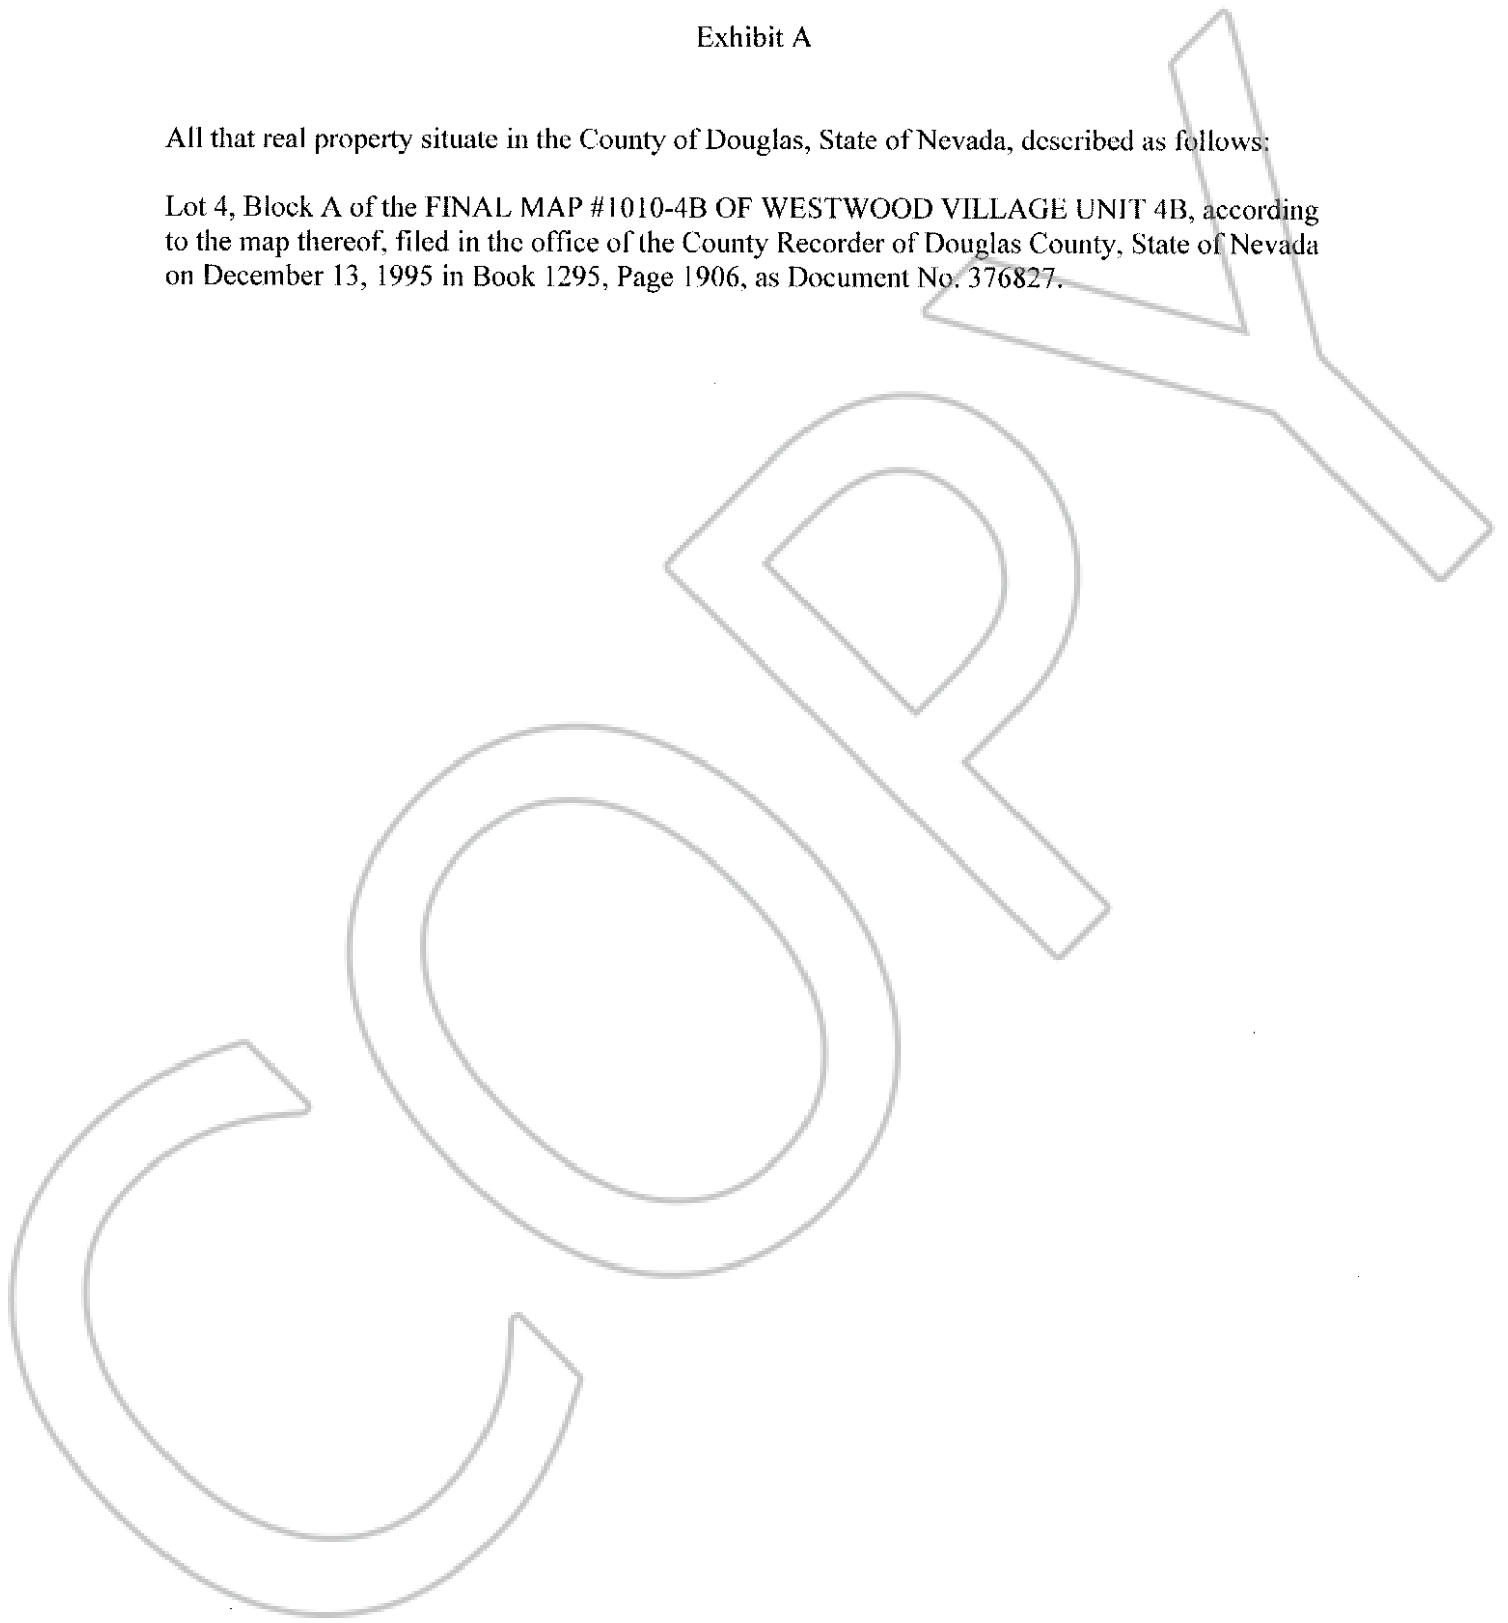 Exhibit A
All that real property situate in the County of Douglas, State of Nevada, described as follows:
Lot 4, Block A of the FINAL MAP #1010-4B OF WESTWOOD VILLAGE UNIT 4B, according
to the map thereof, filed in the office of the County Recorder of Douglas County, State of Nevada
on December 13, 1995 in Book 1295, Page 1906, as Document No. 376827.
COPY